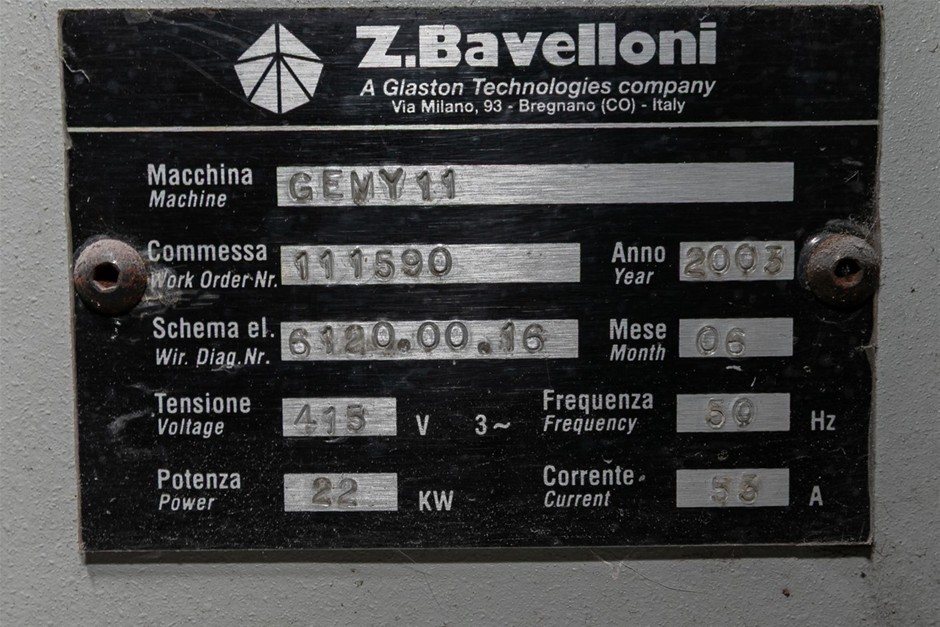 Z.Bavelloni
A Glaston Technologies company
Via Milano, 93 - Bregnano (CO) - Italy
Macchina
Machine
GEMY11
Commessa
Work Order Nr.
111590
Anno
Year
2003
Schema el.
Wir. Diag. Nr.
6120.00.16
Mese
Month
06
Tensione
Voltage
415
V 3~
Frequenza
Frequency
50
Hz
Potenza
Power
22
KW
Corrente
Current
A